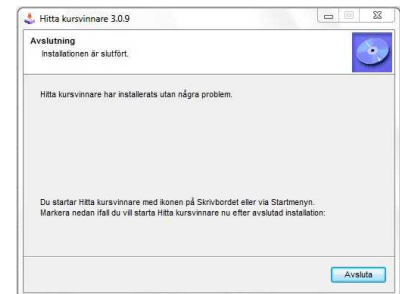 Hitta kursvinnare 3.0.9
Avslutning
Installationen är slutfört.
Hitta kursvinnare har installerats utan några problem.
Du startar Hitta kursvinnare med ikonen på Skrivbordet eller via Startmenyn.
Markera nedan ifall du vill starta Hitta kursvinnare nu efter avslutad installation:
Avsluta